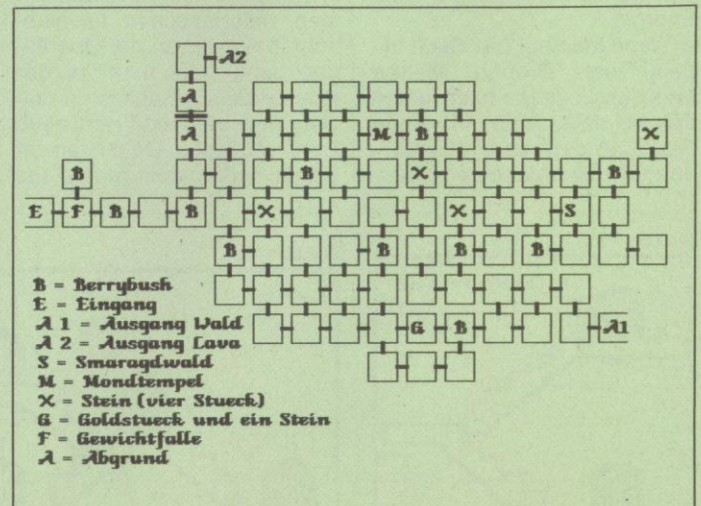 A2
A
A M B X
B B X B
E F B B X X S
B B B B
G B A1
B = Berrybush
E = Eingang
A 1 = Ausgang Wald
A 2 = Ausgang Lava
S = Smaragdwald
M = Mondtempel
X = Stein (vier Stueck)
G = Goldstueck und ein Stein
F = Gewichtfalle
A = Abgrund